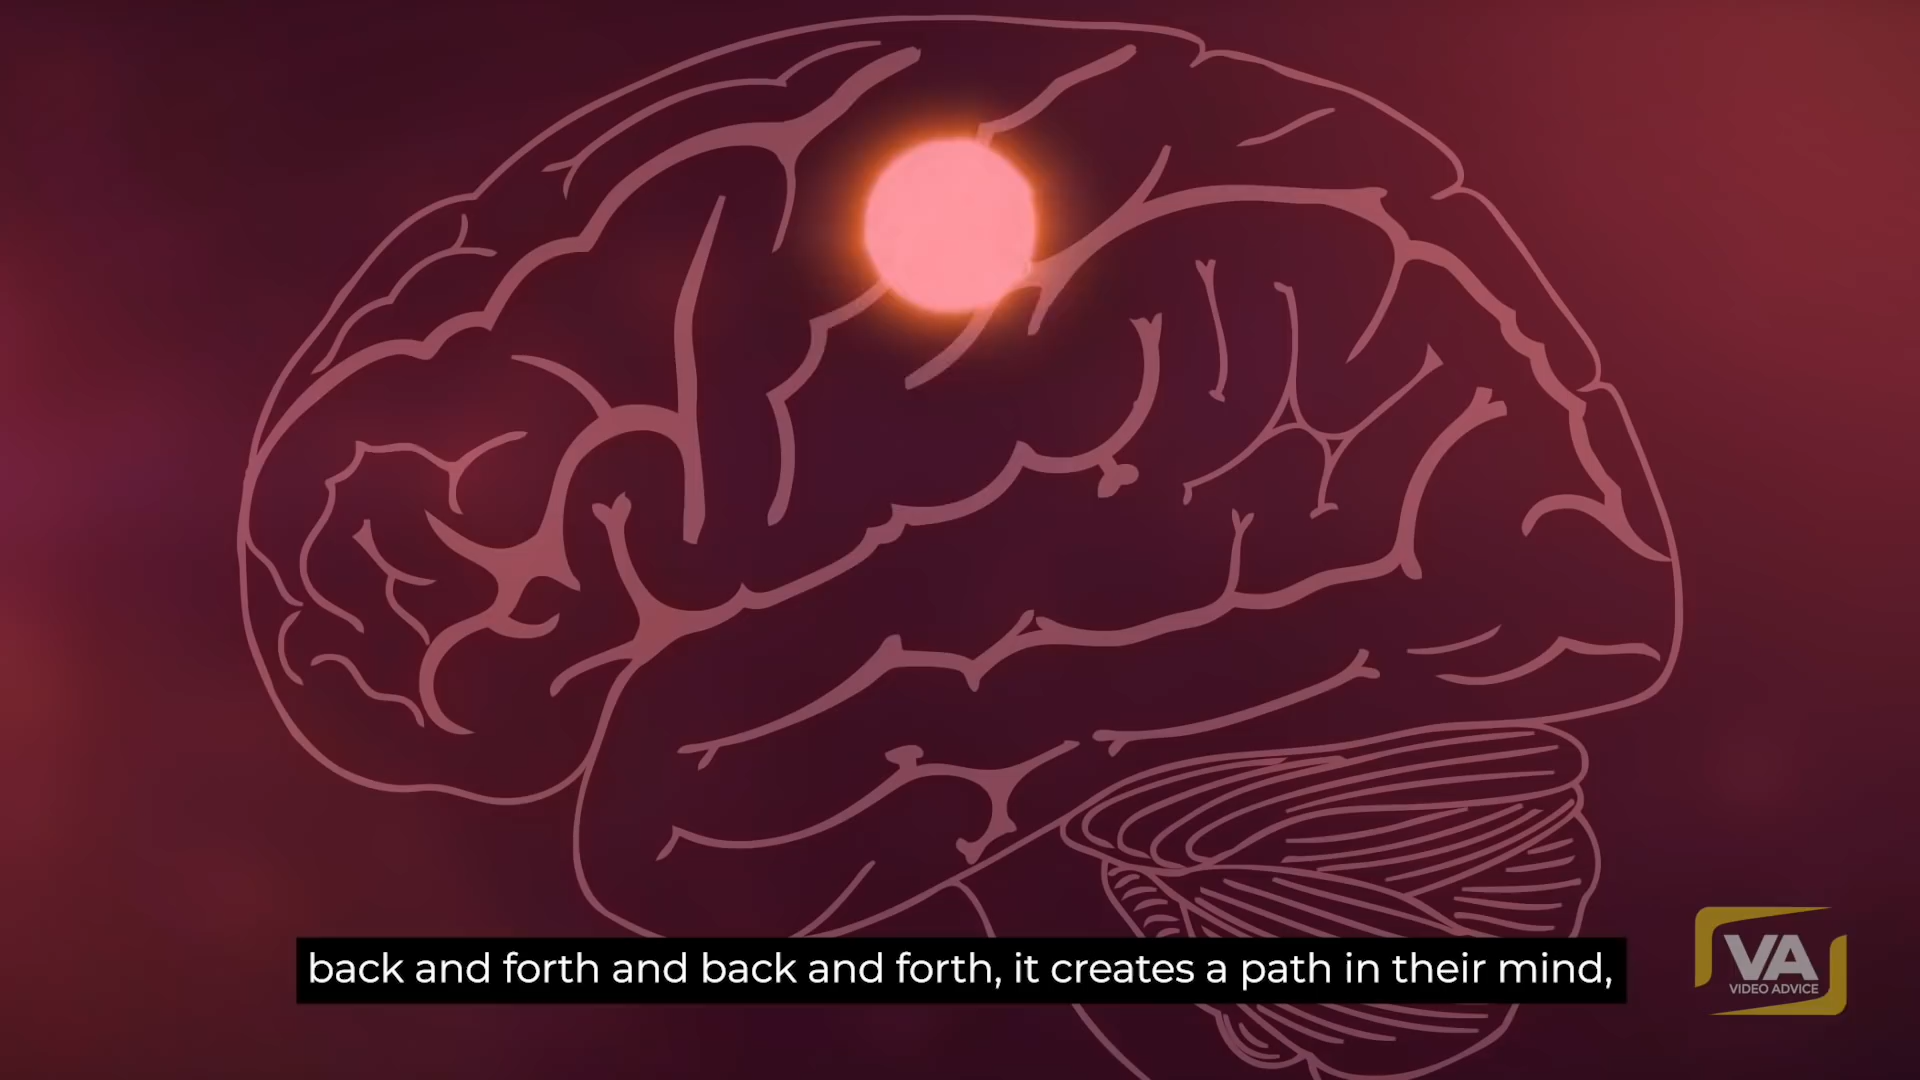 back and forth and back and forth, it creates a path in their mind,
VA
VIDEO ADVICE